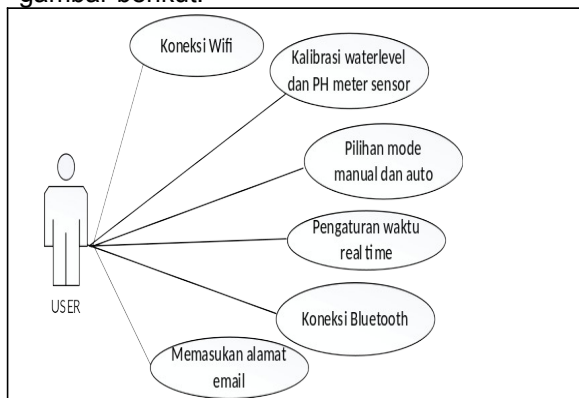 gambar berikut.
Koneksi Wifi
Kalibrasi waterlevel
dan PH meter sensor
Pilihan mode
manual dan auto
Pengaturan waktu
real time
USER
Koneksi Bluetooth
Memasukan alamat
email